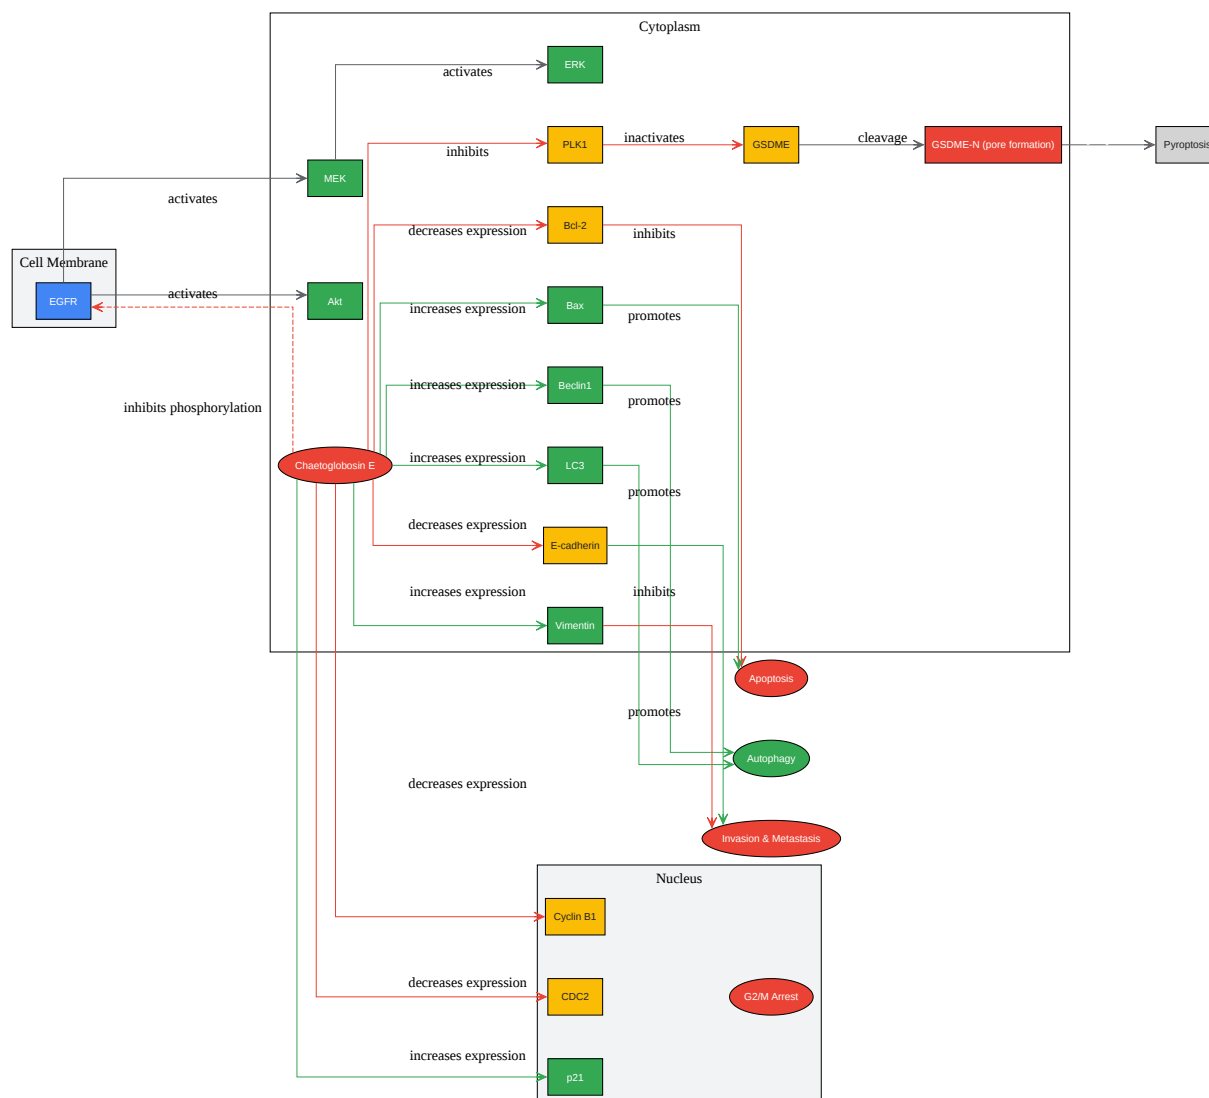 Cytoplasm
ERK
activates
PLK1
inactivates
GSDME
cleavage
GSDME-N (pore formation)
Pyroptosis
inhibits
MEK
activates
Bcl-2
decreases expression
inhibits
Cell Membrane
EGFR
activates
Akt
Bax
increases expression
promotes
Beclin1
increases expression
promotes
inhibits phosphorylation
Chaetoglobosin E
increases expression
LC3
promotes
decreases expression
E-cadherin
increases expression
inhibits
Vimentin
Apoptosis
promotes
Autophagy
decreases expression
Invasion & Metastasis
Nucleus
Cyclin B1
decreases expression
CDC2
G2/M Arrest
increases expression
p21